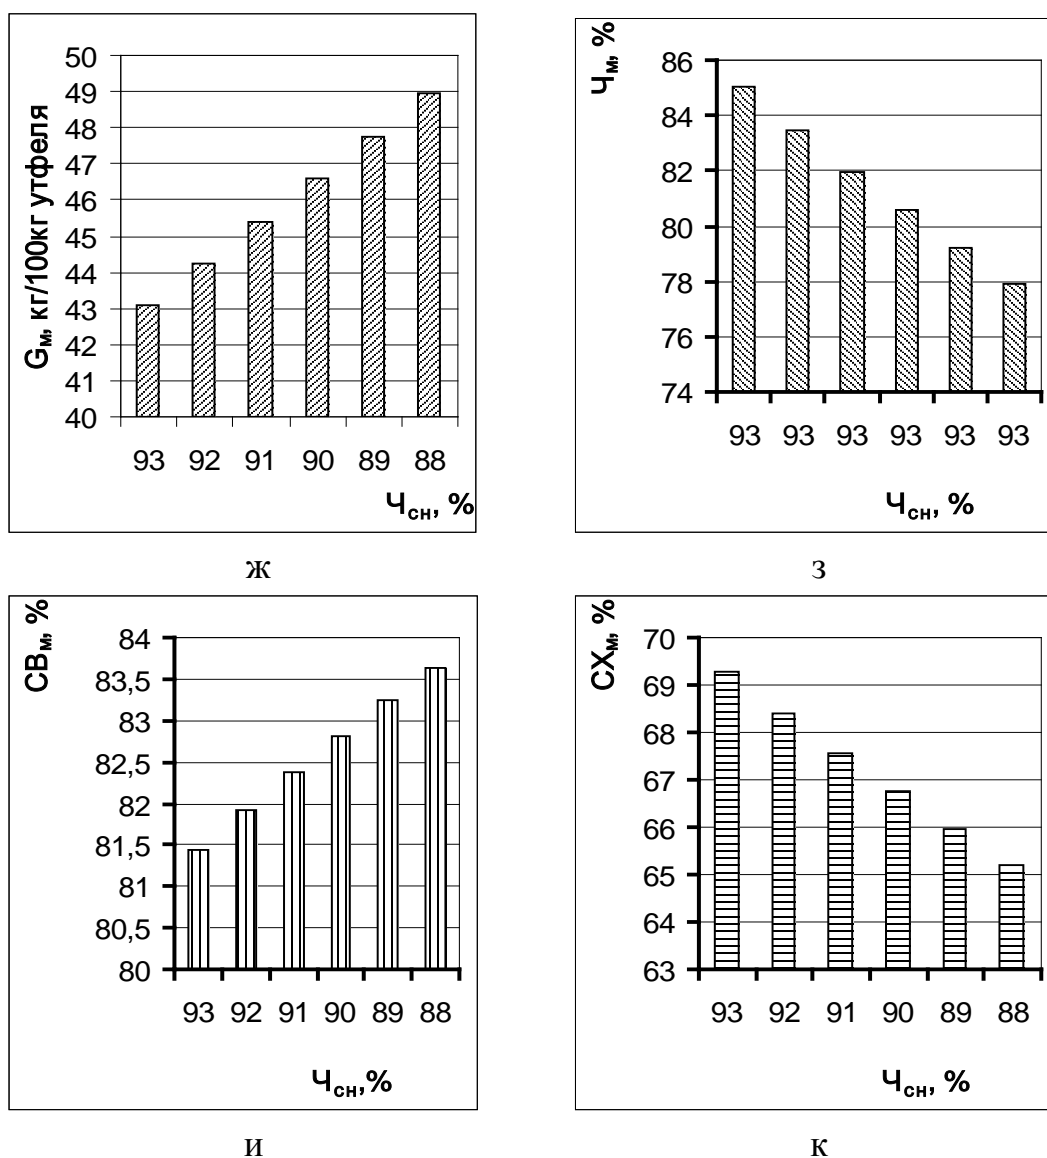 Gм, кг/100кг утфеля
50
49
48
47
46
45
44
43
42
41
40
93 92 91 90 89 88
Чсн, %
ж
Чм, %
86
84
82
80
78
76
74
93 93 93 93 93 93
Чсн, %
з
СВм, %
84
83,5
83
82,5
82
81,5
81
80,5
80
93 92 91 90 89 88
Чсн,%
и
СХм, %
70
69
68
67
66
65
64
63
93 92 91 90 89 88
Чсн, %
к